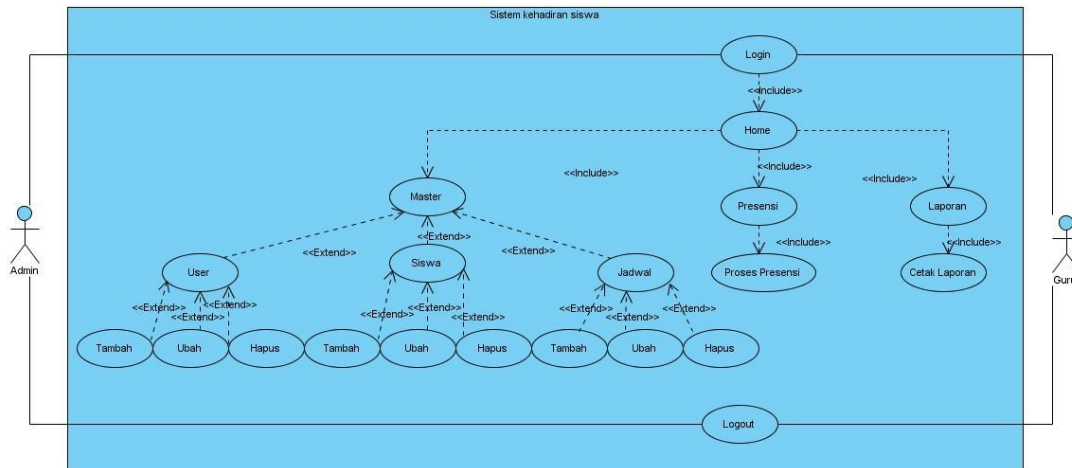 Sistem kehadiran siswa
Login
<<Include>>
Home
<<Include>>
<<Include>>
<<Include>>
Master
Presensi
Laporan
<<Extend>>
<<Extend>>
<<Extend>>
<<Include>>
<<Include>>
User
Siswa
Jadwal
Proses Presensi
Cetak Laporan
Admin
Guru
<<Extend>>
<<Extend>>
<<Extend>>
<<Extend>>
<<Extend>>
<<Extend>>
<<Extend>>
<<Extend>>
<<Extend>>
Tambah
Ubah
Hapus
Tambah
Ubah
Hapus
Tambah
Ubah
Hapus
Logout